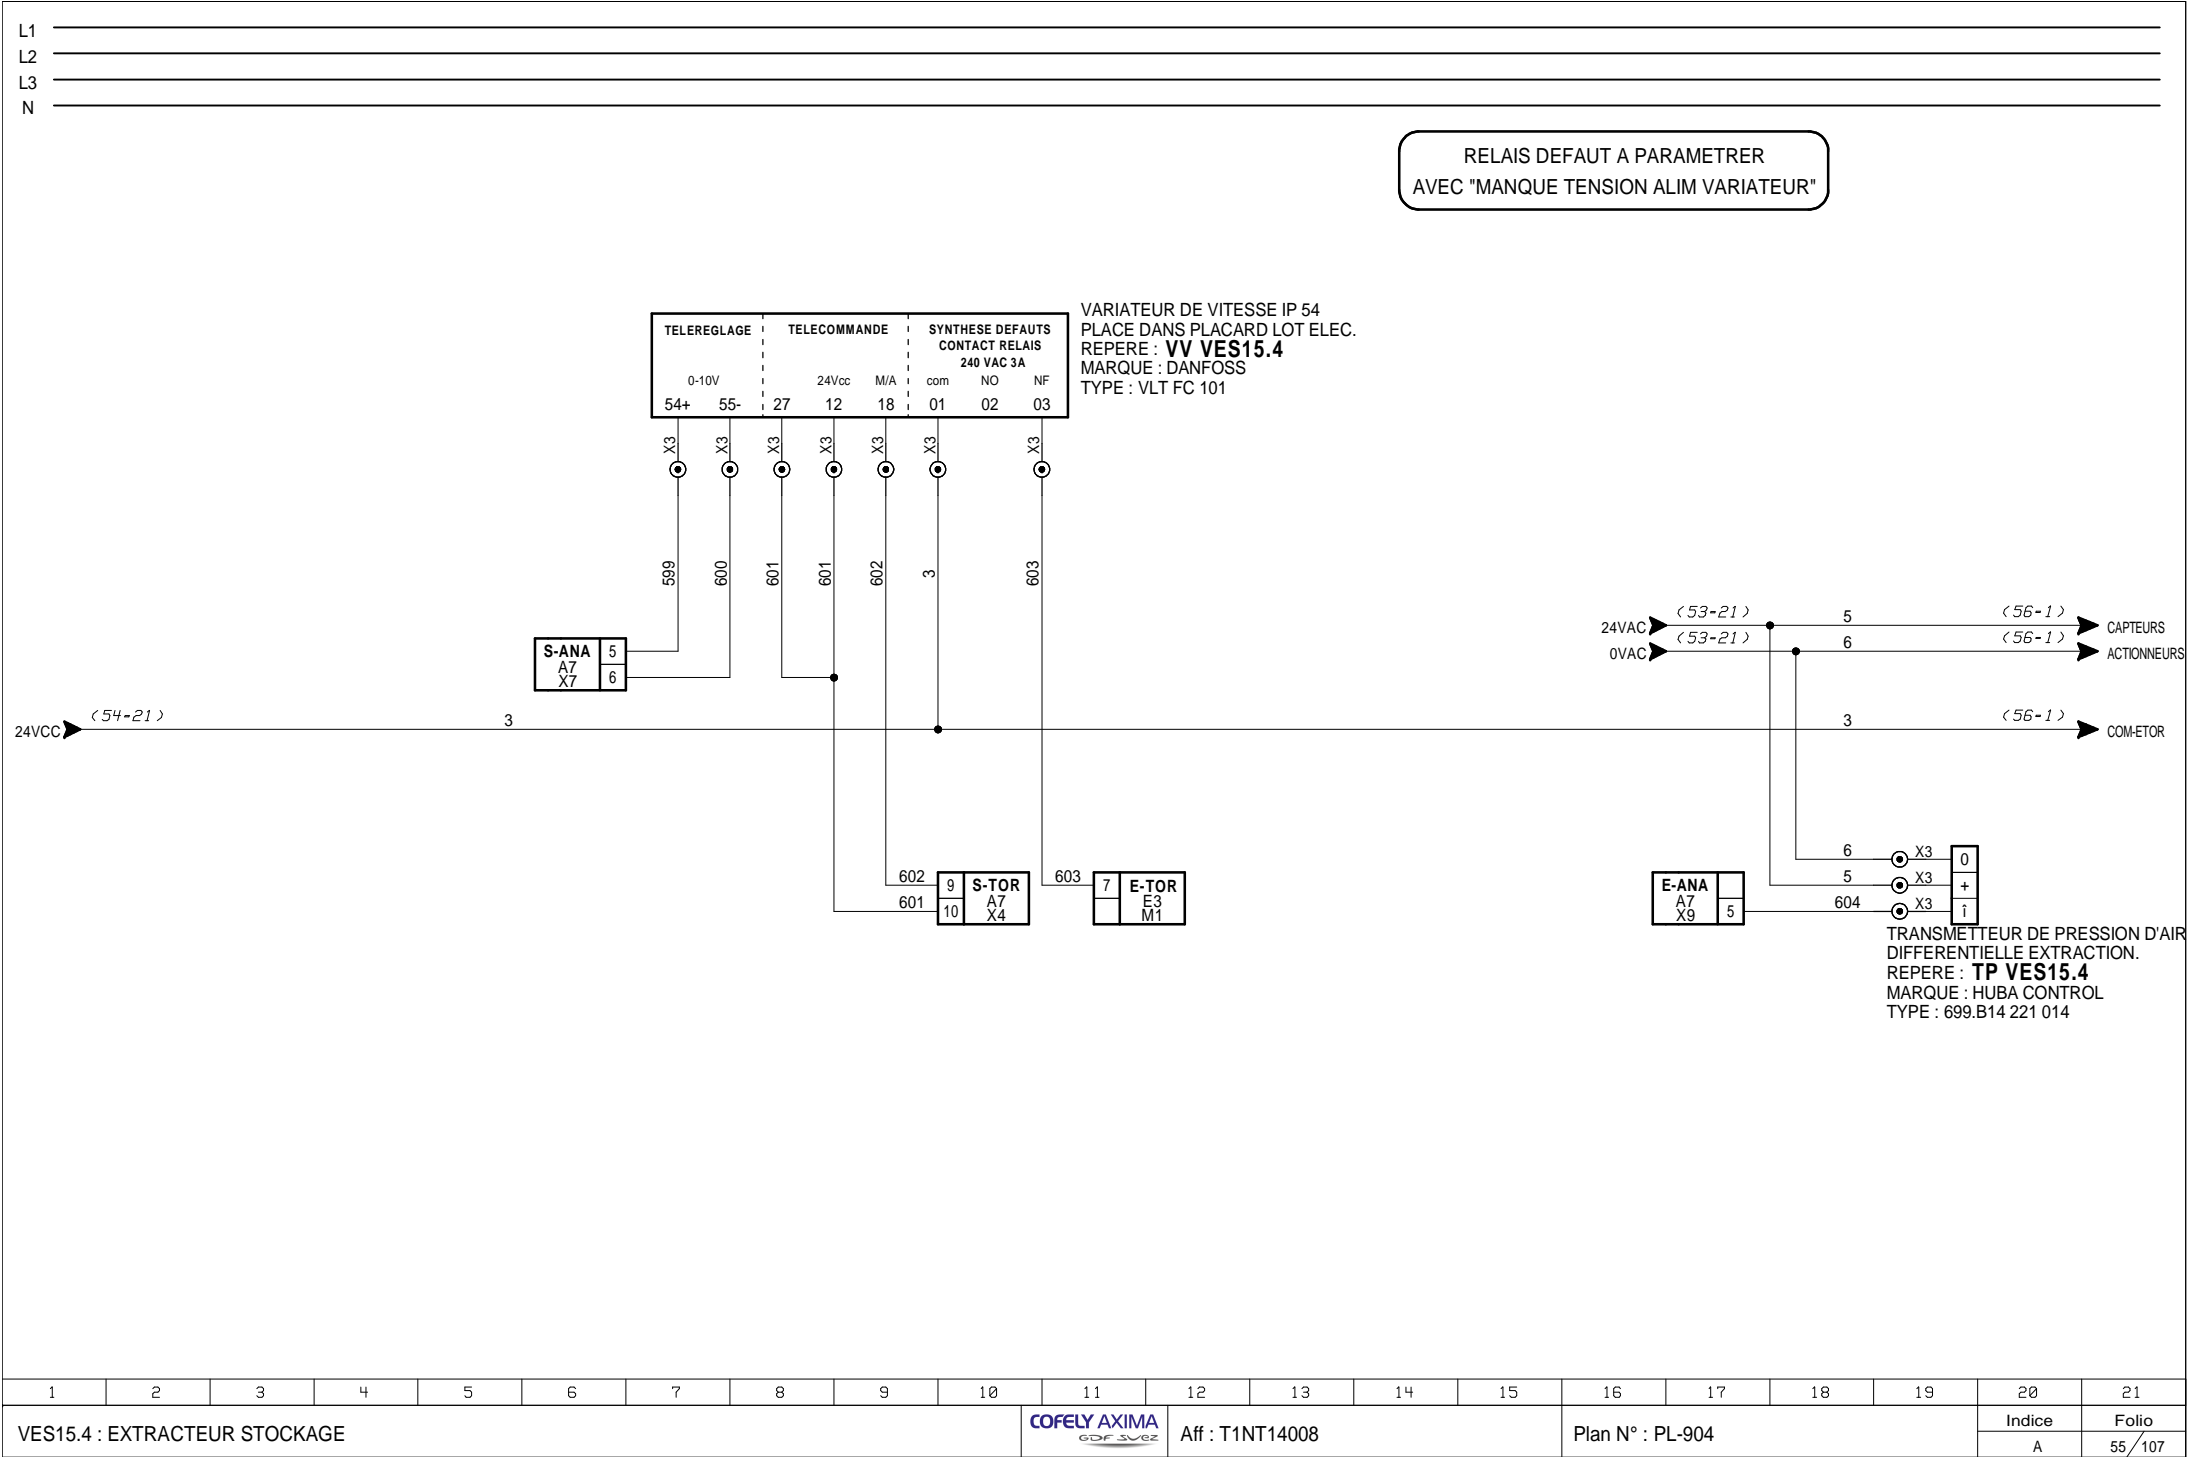 L1
L2
L3
N
RELAIS DEFAUT A PARAMETRER
AVEC "MANQUE TENSION ALIM VARIATEUR"
TELEREGLAGE
TELECOMMANDE
SYNTHESE DEFAUTS
CONTACT RELAIS
240 VAC 3A
0-10V 24Vcc M/A com NO NF
54+ 55- 27 12 18 01 02 03
VARIATEUR DE VITESSE IP 54
PLACE DANS PLACARD LOT ELEC.
REPERE : VV VES15.4
MARQUE : DANFOSS
TYPE : VLT FC 101
X3 X3 X3 X3 X3 X3 X3
599 600 601 601 602 3 603
S-ANA 5
A7
X7 6
24VAC (53-21) 5 (56-1) CAPTEURS
0VAC (53-21) 6 (56-1) ACTIONNEURS
24VCC (54-21) 3 3 (56-1) COM-ETOR
602 9 S-TOR
A7
601 10 X4
603 7 E-TOR
E3
M1
E-ANA
A7
X9 5
6 X3 0
5 X3 +
604 X3 î
TRANSMETTEUR DE PRESSION D'AIR
DIFFERENTIELLE EXTRACTION.
REPERE : TP VES15.4
MARQUE : HUBA CONTROL
TYPE : 699.B14 221 014
1 2 3 4 5 6 7 8 9 10 11 12 13 14 15 16 17 18 19 20 21
VES15.4 : EXTRACTEUR STOCKAGE
COFELY AXIMA
GDF SUEZ
Aff : T1NT14008
Plan N° : PL-904
Indice
A
Folio
55/107